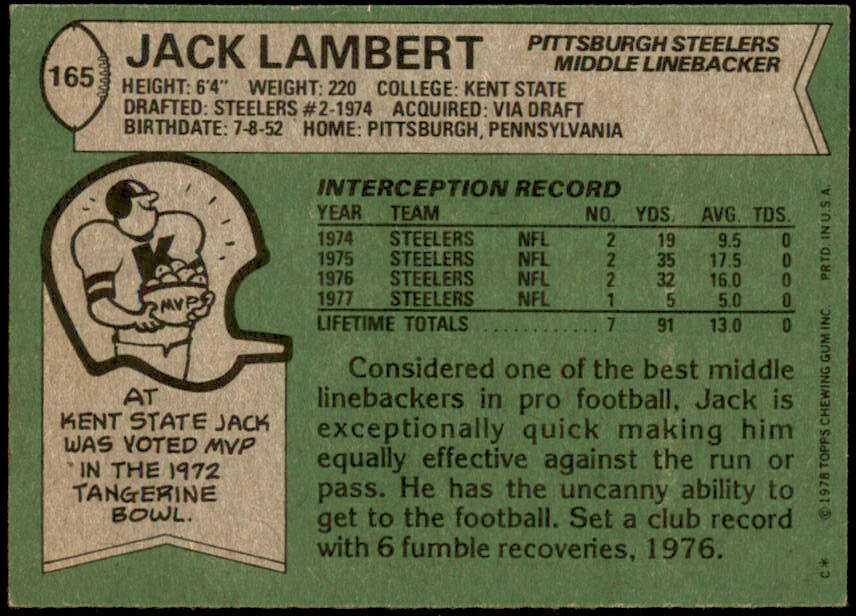 165
JACK LAMBERT
PITTSBURGH STEELERS
MIDDLE LINEBACKER
HEIGHT: 6'4" WEIGHT: 220 COLLEGE: KENT STATE
DRAFTED: STEELERS #2-1974 ACQUIRED: VIA DRAFT
BIRTHDATE: 7-8-52 HOME: PITTSBURGH, PENNSYLVANIA
K
MVP
AT
KENT STATE JACK
WAS VOTED MVP
IN THE 1972
TANGERINE
BOWL.
INTERCEPTION RECORD
YEAR TEAM NO. YDS. AVG. TDS.
1974 STEELERS NFL 2 19 9.5 0
1975 STEELERS NFL 2 35 17.5 0
1976 STEELERS NFL 2 32 16.0 0
1977 STEELERS NFL 1 5 5.0 0
LIFETIME TOTALS ............ 7 91 13.0 0
Considered one of the best middle
linebackers in pro football, Jack is
exceptionally quick making him
equally effective against the run or
pass. He has the uncanny ability to
get to the football. Set a club record
with 6 fumble recoveries, 1976.
C* © 1978 TOPPS CHEWING GUM INC. PRTD. IN U.S.A.